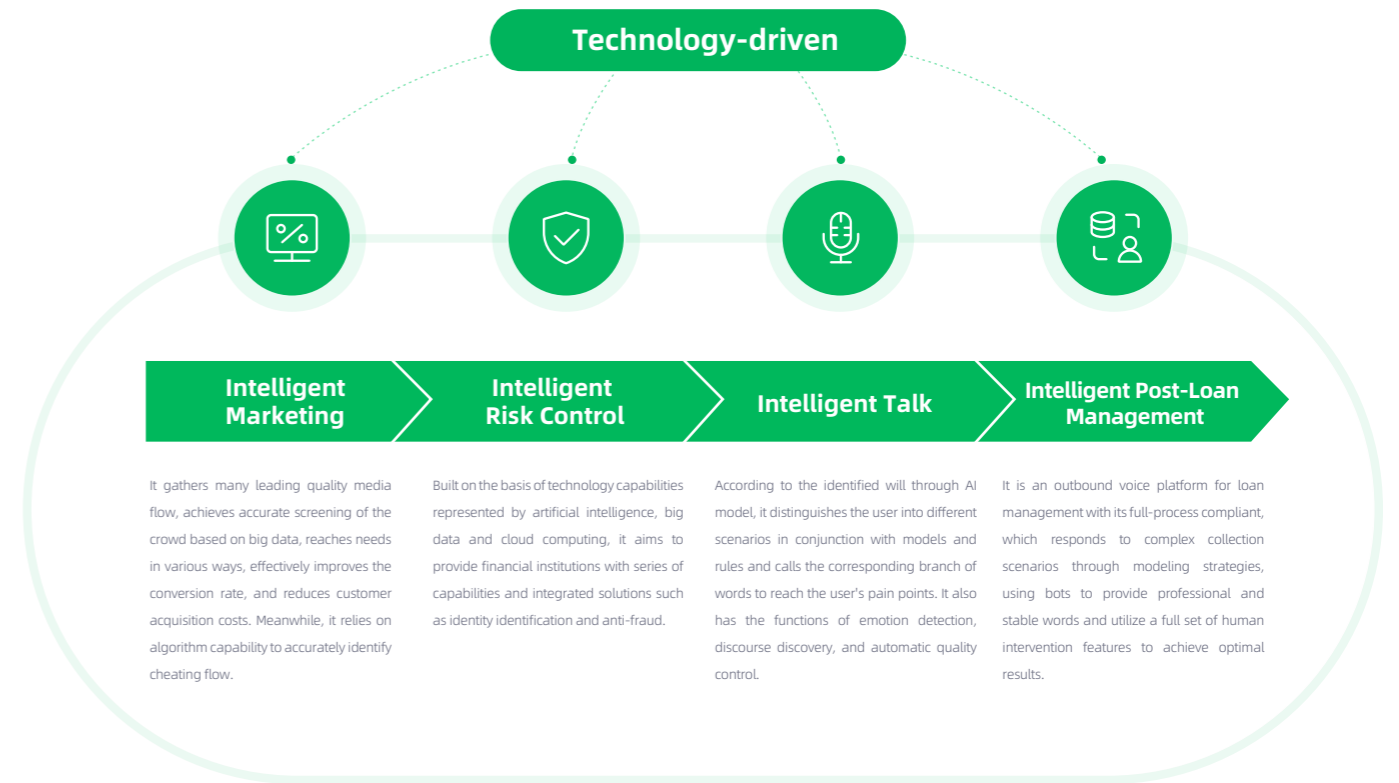 Technology-driven
Intelligent
Marketing
Intelligent
Risk Control
Intelligent Talk
Intelligent Post-Loan
Management
It gathers many leading quality media
flow, achieves accurate screening of the
crowd based on big data, reaches needs
in various ways, effectively improves the
conversion rate, and reduces customer
acquisition costs. Meanwhile, it relies on
algorithm capability to accurately identify
cheating flow.
Built on the basis of technology capabilities
represented by artificial intelligence, big
data and cloud computing, it aims to
provide financial institutions with series of
capabilities and integrated solutions such
as identity identification and anti-fraud.
According to the identified will through AI
model, it distinguishes the user into different
scenarios in conjunction with models and
rules and calls the corresponding branch of
words to reach the user's pain points. It also
has the functions of emotion detection,
discourse discovery, and automatic quality
control.
It is an outbound voice platform for loan
management with its full-process compliant,
which responds to complex collection
scenarios through modeling strategies,
using bots to provide professional and
stable words and utilize a full set of human
intervention features to achieve optimal
results.